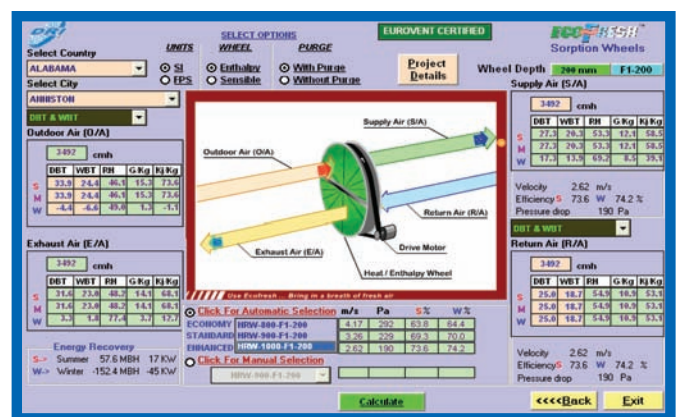 DRI
SELECT OPTIONS
EUROVENT CERTIFIED
ECOFRESH
Sorption Wheels
Select Country
UNITS WHEEL PURGE
ALABAMA
SI Enthalpy With Purge
FPS Sensible Without Purge
Project Details
Wheel Depth 200 mm F1-200
Select City
ANNISTON
DBT & WBT
Outdoor Air (O/A)
3492 cmh
DBT WBT RH G/Kg Kj/Kg
S 33.9 24.4 46.1 15.3 73.6
M 33.9 24.4 46.1 15.3 73.6
W -4.4 -6.6 49.0 1.3 -1.1
Supply Air (S/A)
3492 cmh
DBT WBT RH G/Kg Kj/Kg
S 27.3 20.3 53.3 12.1 58.5
M 27.3 20.3 53.3 12.1 58.5
W 17.3 13.9 69.2 8.5 39.1
Velocity 2.62 m/s
Efficiency S 73.6 W 74.2 %
Pressure drop 190 Pa
Supply Air (S/A)
Outdoor Air (O/A)
Return Air (R/A)
Exhaust Air (E/A)
Drive Motor
Heat / Enthalpy Wheel
Use Ecofresh ... Bring in a breath of fresh air
Exhaust Air (E/A)
3492 cmh
DBT WBT RH G/Kg Kj/Kg
S 31.6 23.0 48.2 14.1 68.1
M 31.6 23.0 48.2 14.1 68.1
W 3.3 1.8 77.4 3.7 12.7
DBT & WBT
Return Air (R/A)
3492 cmh
DBT WBT RH G/Kg Kj/Kg
S 25.0 18.7 54.9 10.9 53.1
M 25.0 18.7 54.9 10.9 53.1
W 25.0 18.7 54.9 10.9 53.1
Velocity 2.62 m/s
Efficiency S 73.6 W 74.2 %
Pressure drop 190 Pa
Energy Recovery
S-> Summer 57.6 MBH 17 KW
W-> Winter -152.4 MBH -45 KW
Click For Automatic Selection m/s Pa S% W%
ECONOMY HRW-800-F1-200 4.17 292 63.8 64.4
STANDARD HRW-900-F1-200 3.26 229 69.3 70.0
ENHANCED HRW-1000-F1-200 2.62 190 73.6 74.2
Click For Manual Selection
HRW-900-F1-200
Calculate
<<<<Back
Exit